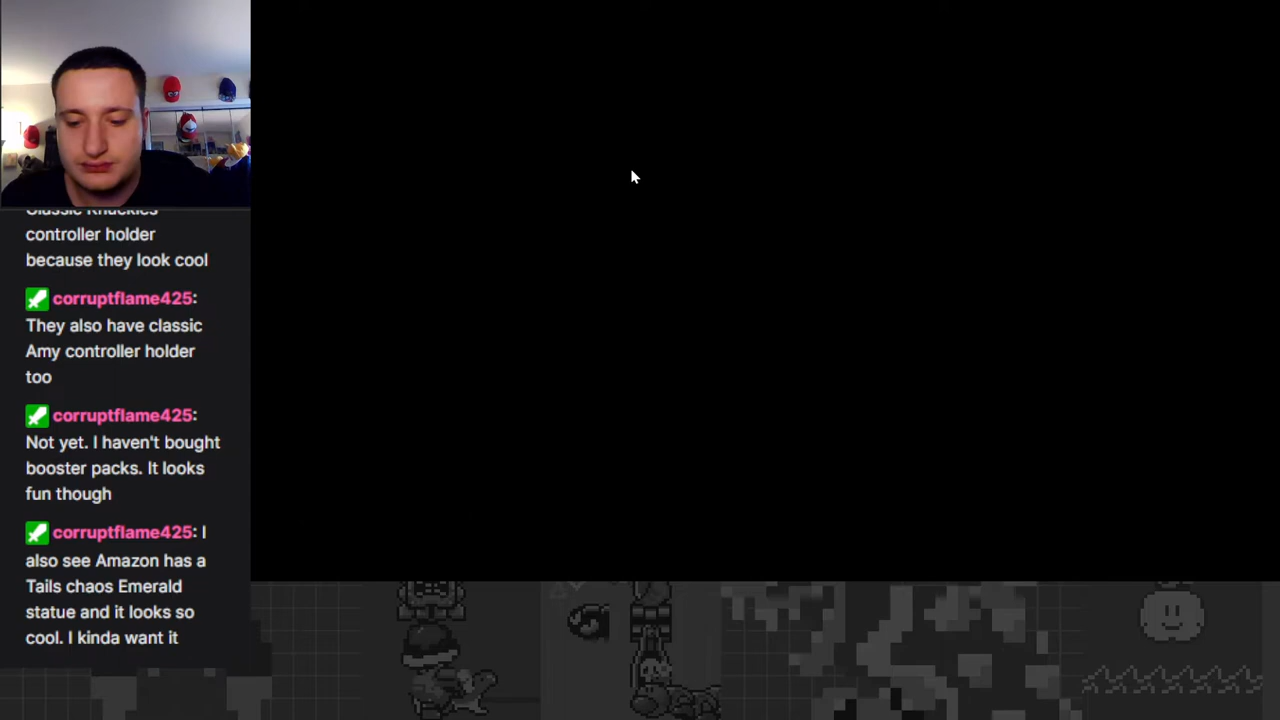 Classic Knuckles
controller holder
because they look cool
corruptflame425:
They also have classic
Amy controller holder
too
corruptflame425:
Not yet. I haven't bought
booster packs. It looks
fun though
corruptflame425: I
also see Amazon has a
Tails chaos Emerald
statue and it looks so
cool. I kinda want it